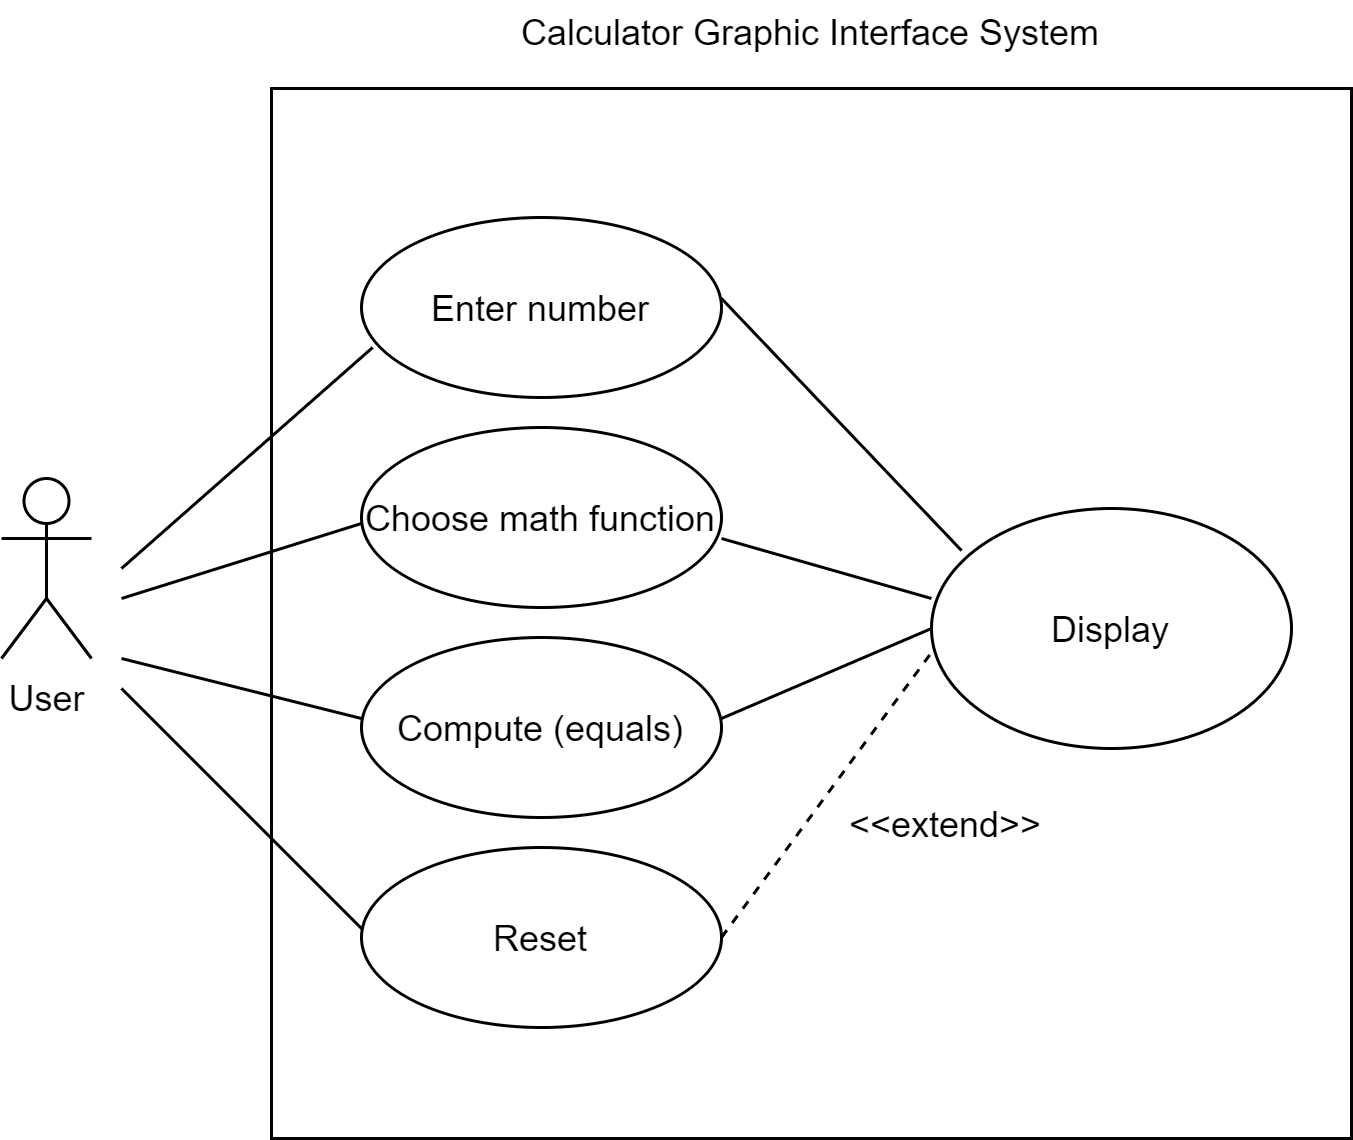 Calculator Graphic Interface System
Enter number
Choose math function
Display
User
Compute (equals)
<<extend>>
Reset